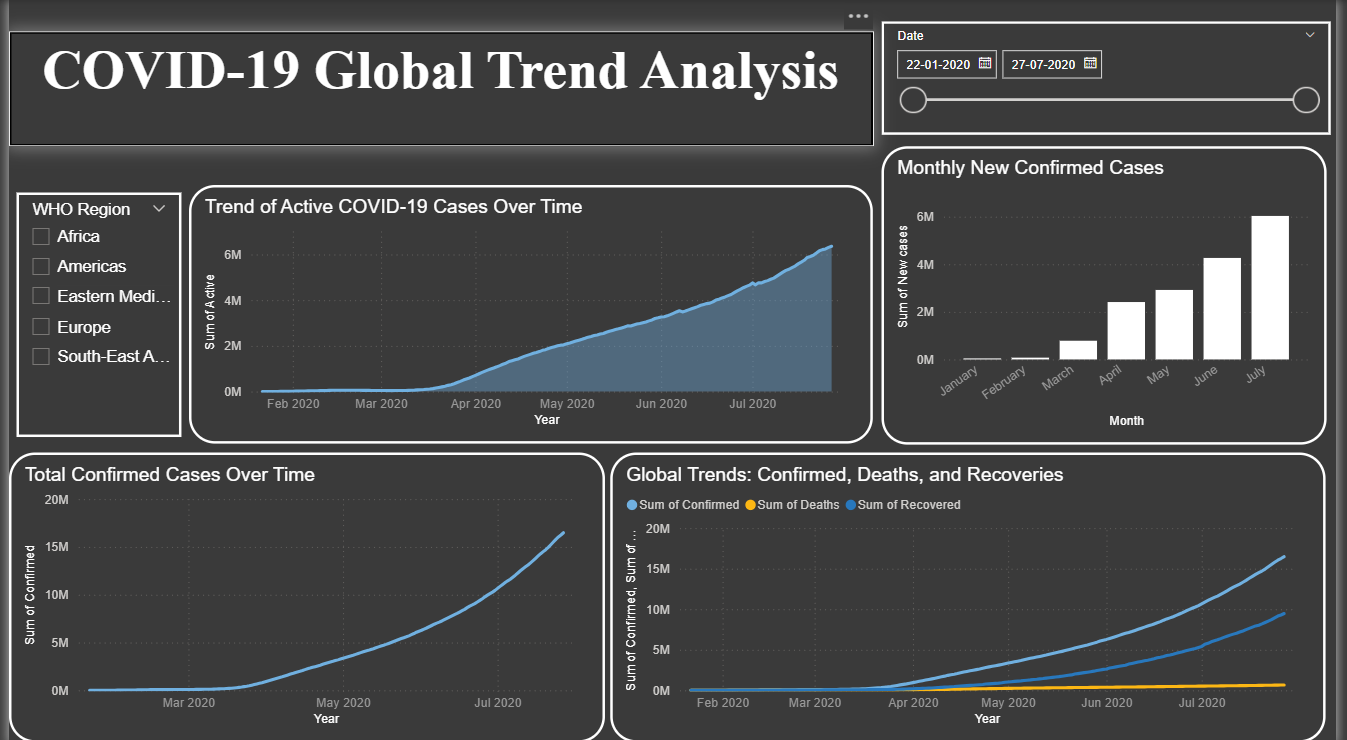 COVID-19 Global Trend Analysis
Date
22-01-2020 27-07-2020
WHO Region
Africa
Americas
Eastern Medi...
Europe
South-East A...
Trend of Active COVID-19 Cases Over Time
Sum of Active
6M
4M
2M
0M
Feb 2020 Mar 2020 Apr 2020 May 2020 Jun 2020 Jul 2020
Year
Monthly New Confirmed Cases
Sum of New cases
6M
4M
2M
0M
January February March April May June July
Month
Total Confirmed Cases Over Time
Sum of Confirmed
20M
15M
10M
5M
0M
Mar 2020 May 2020 Jul 2020
Year
Global Trends: Confirmed, Deaths, and Recoveries
Sum of Confirmed Sum of Deaths Sum of Recovered
Sum of Confirmed, Sum of ...
20M
15M
10M
5M
0M
Feb 2020 Mar 2020 Apr 2020 May 2020 Jun 2020 Jul 2020
Year